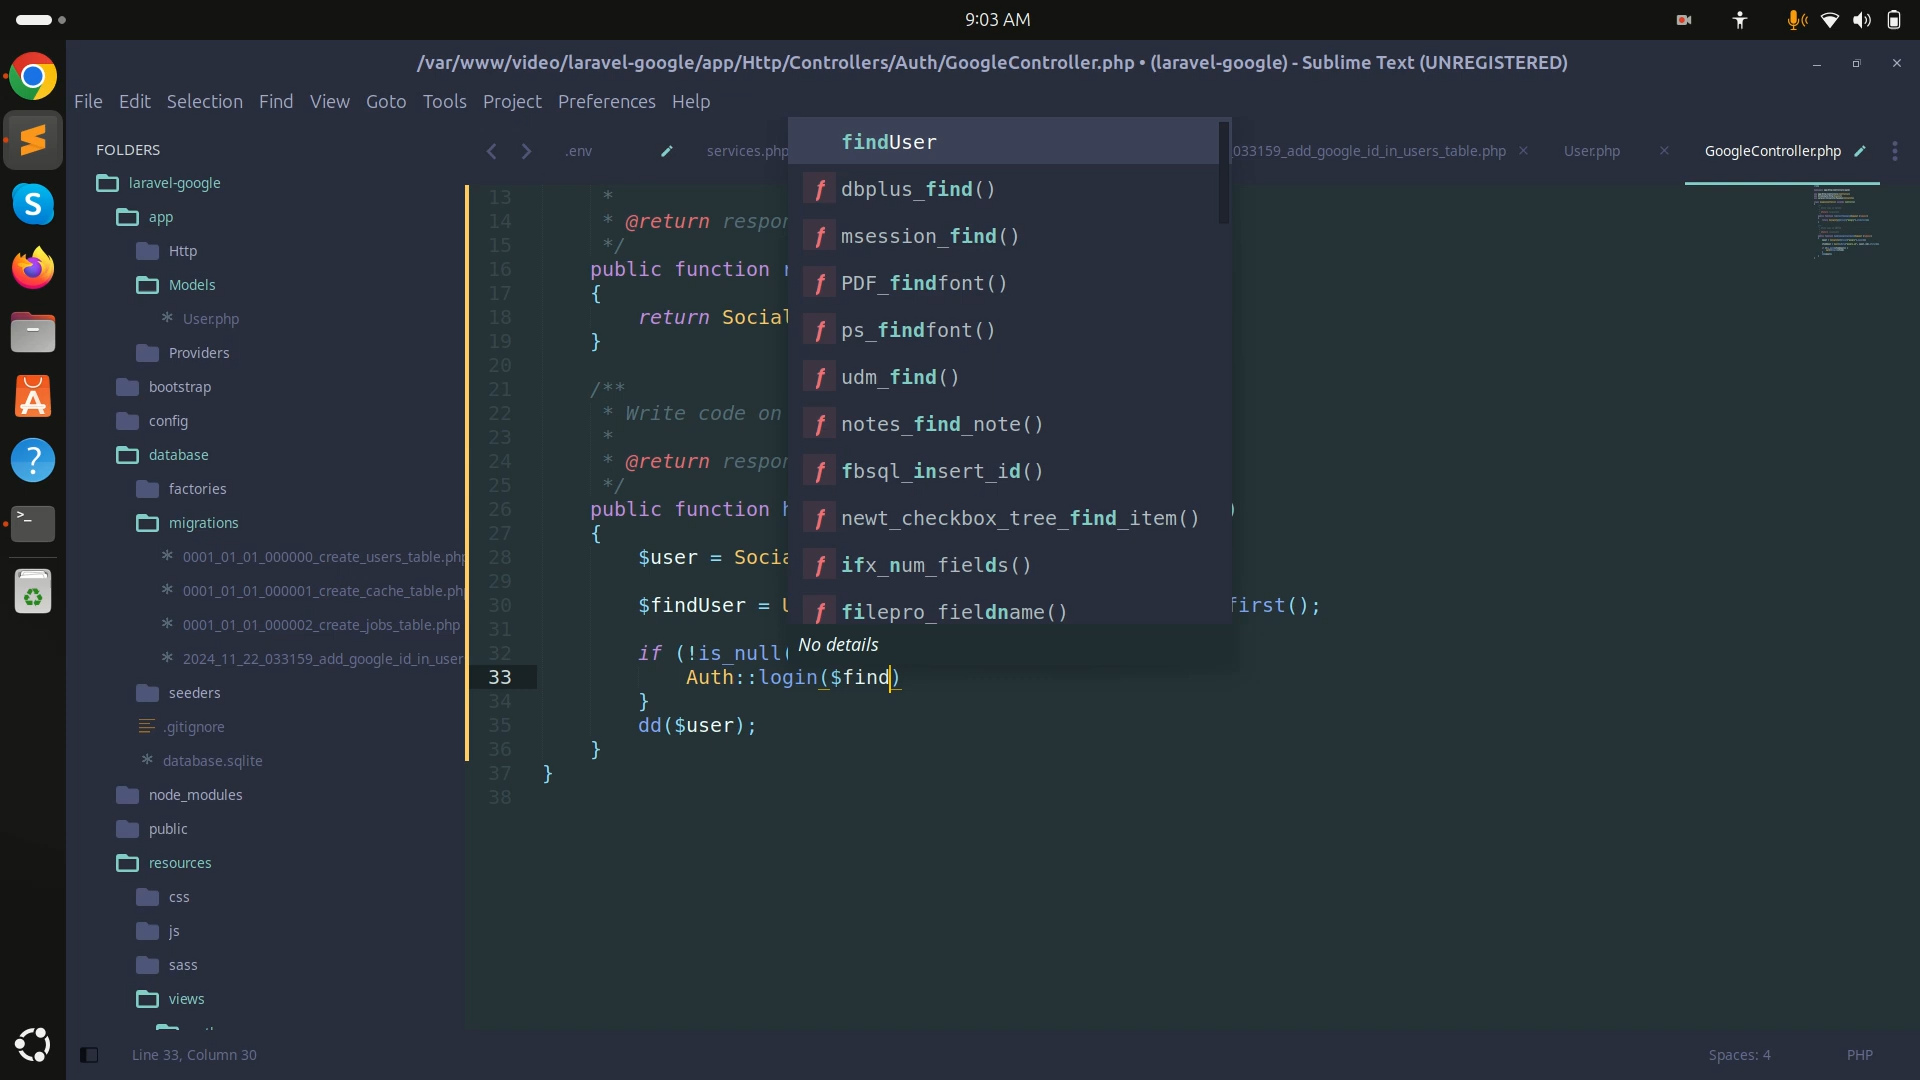 9:03 AM
/var/www/video/laravel-google/app/Http/Controllers/Auth/GoogleController.php • (laravel-google) - Sublime Text (UNREGISTERED)
File Edit Selection Find View Goto Tools Project Preferences Help
FOLDERS
laravel-google
app
Http
Models
User.php
Providers
bootstrap
config
database
factories
migrations
0001_01_01_000000_create_users_table.php
0001_01_01_000001_create_cache_table.ph
0001_01_01_000002_create_jobs_table.php
2024_11_22_033159_add_google_id_in_user
seeders
.gitignore
database.sqlite
node_modules
public
resources
css
js
sass
views
.env services.php 033159_add_google_id_in_users_table.php User.php GoogleController.php
13 *
14 * @return respon
15 */
16 public function
17 {
18 return Social
19 }
20
21 /**
22 * Write code on
23 *
24 * @return respon
25 */
26 public function )
27 {
28 $user = Socia
29
30 $findUser = U first();
31
32 if (!is_null(
33 Auth::login($find)
34 }
35 dd($user);
36 }
37 }
38
findUser
f dbplus_find()
f msession_find()
f PDF_findfont()
f ps_findfont()
f udm_find()
f notes_find_note()
f fbsql_insert_id()
f newt_checkbox_tree_find_item()
f ifx_num_fields()
f filepro_fieldname()
No details
Line 33, Column 30
Spaces: 4
PHP